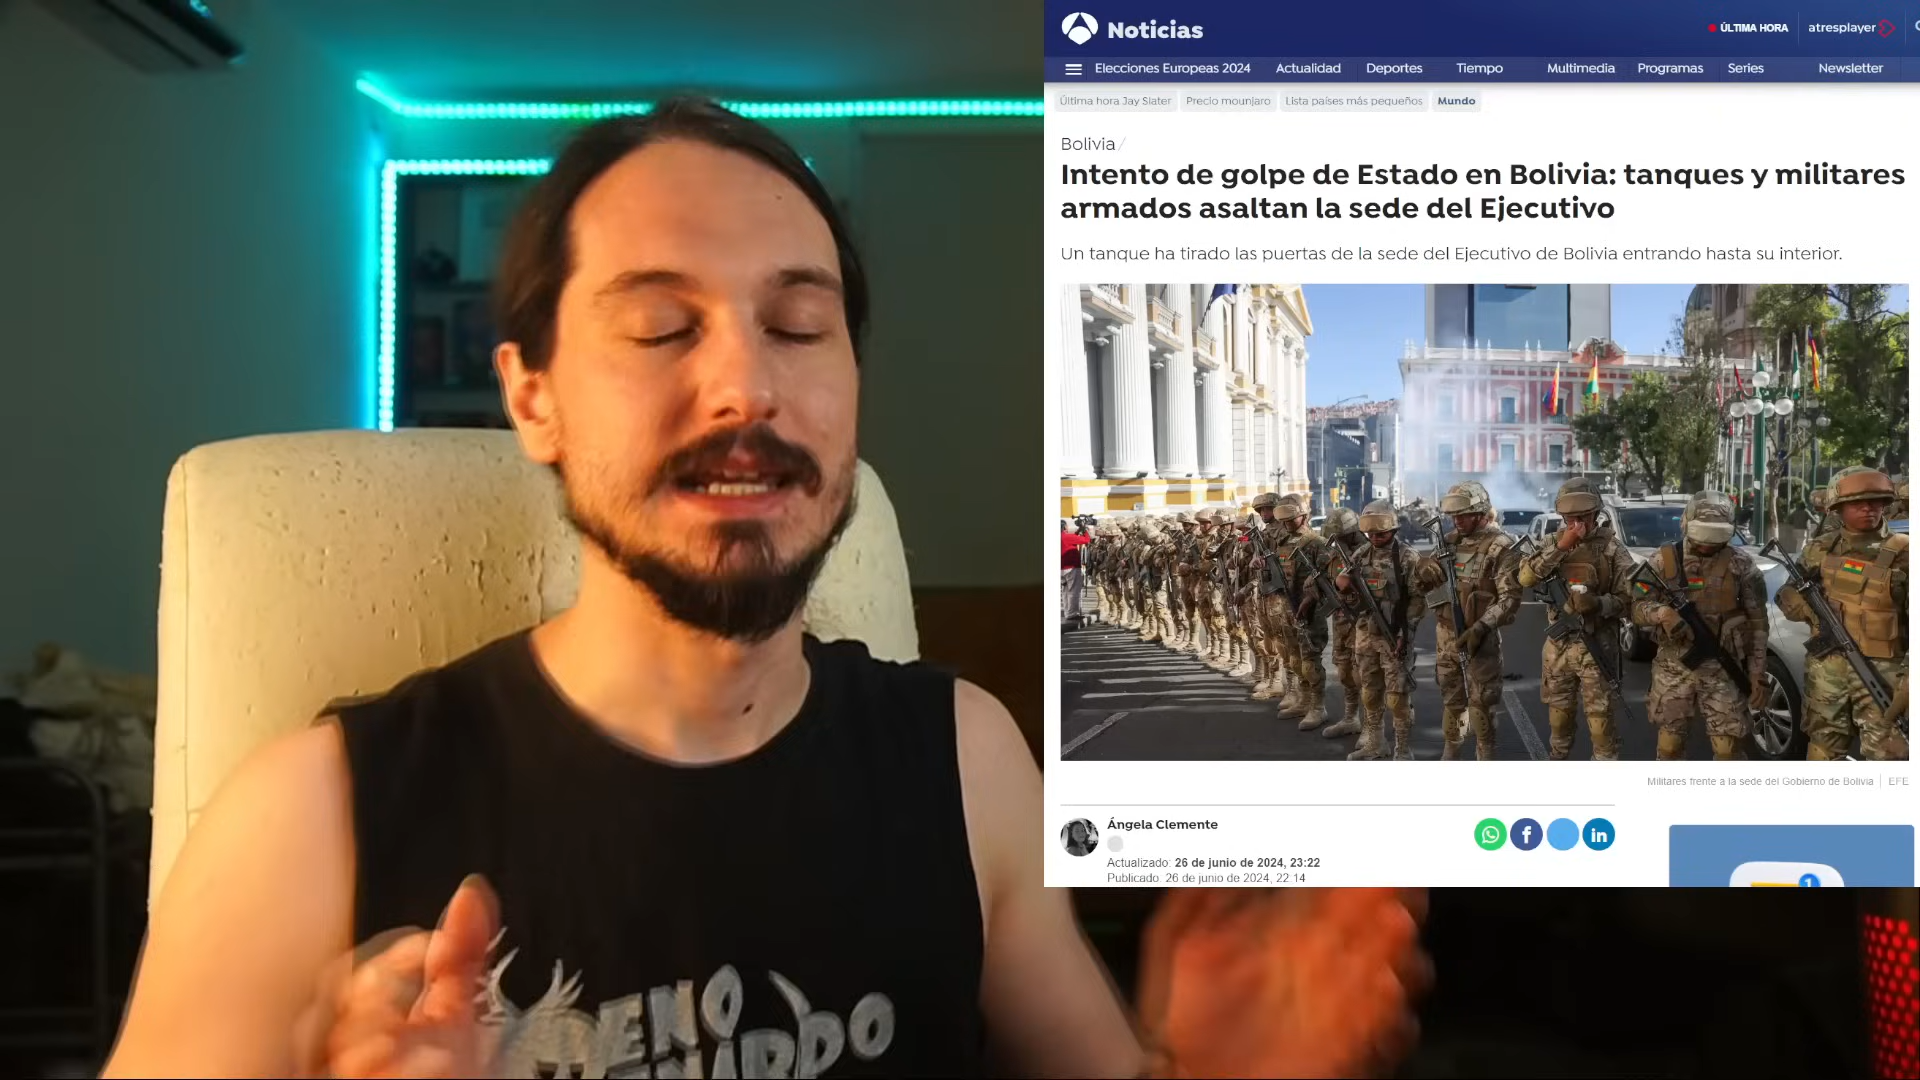 Noticias
ÚLTIMA HORA
atresplayer
Elecciones Europeas 2024
Actualidad
Deportes
Tiempo
Multimedia
Programas
Series
Newsletter
Última hora Jay Slater
Precio mounjaro
Lista países más pequeños
Mundo
Bolivia/
Intento de golpe de Estado en Bolivia: tanques y militares
armados asaltan la sede del Ejecutivo
Un tanque ha tirado las puertas de la sede del Ejecutivo de Bolivia entrando hasta su interior.
Militares frente a la sede del Gobierno de Bolivia | EFE
Ángela Clemente
Actualizado: 26 de junio de 2024, 23:22
Publicado: 26 de junio de 2024, 22:14
1